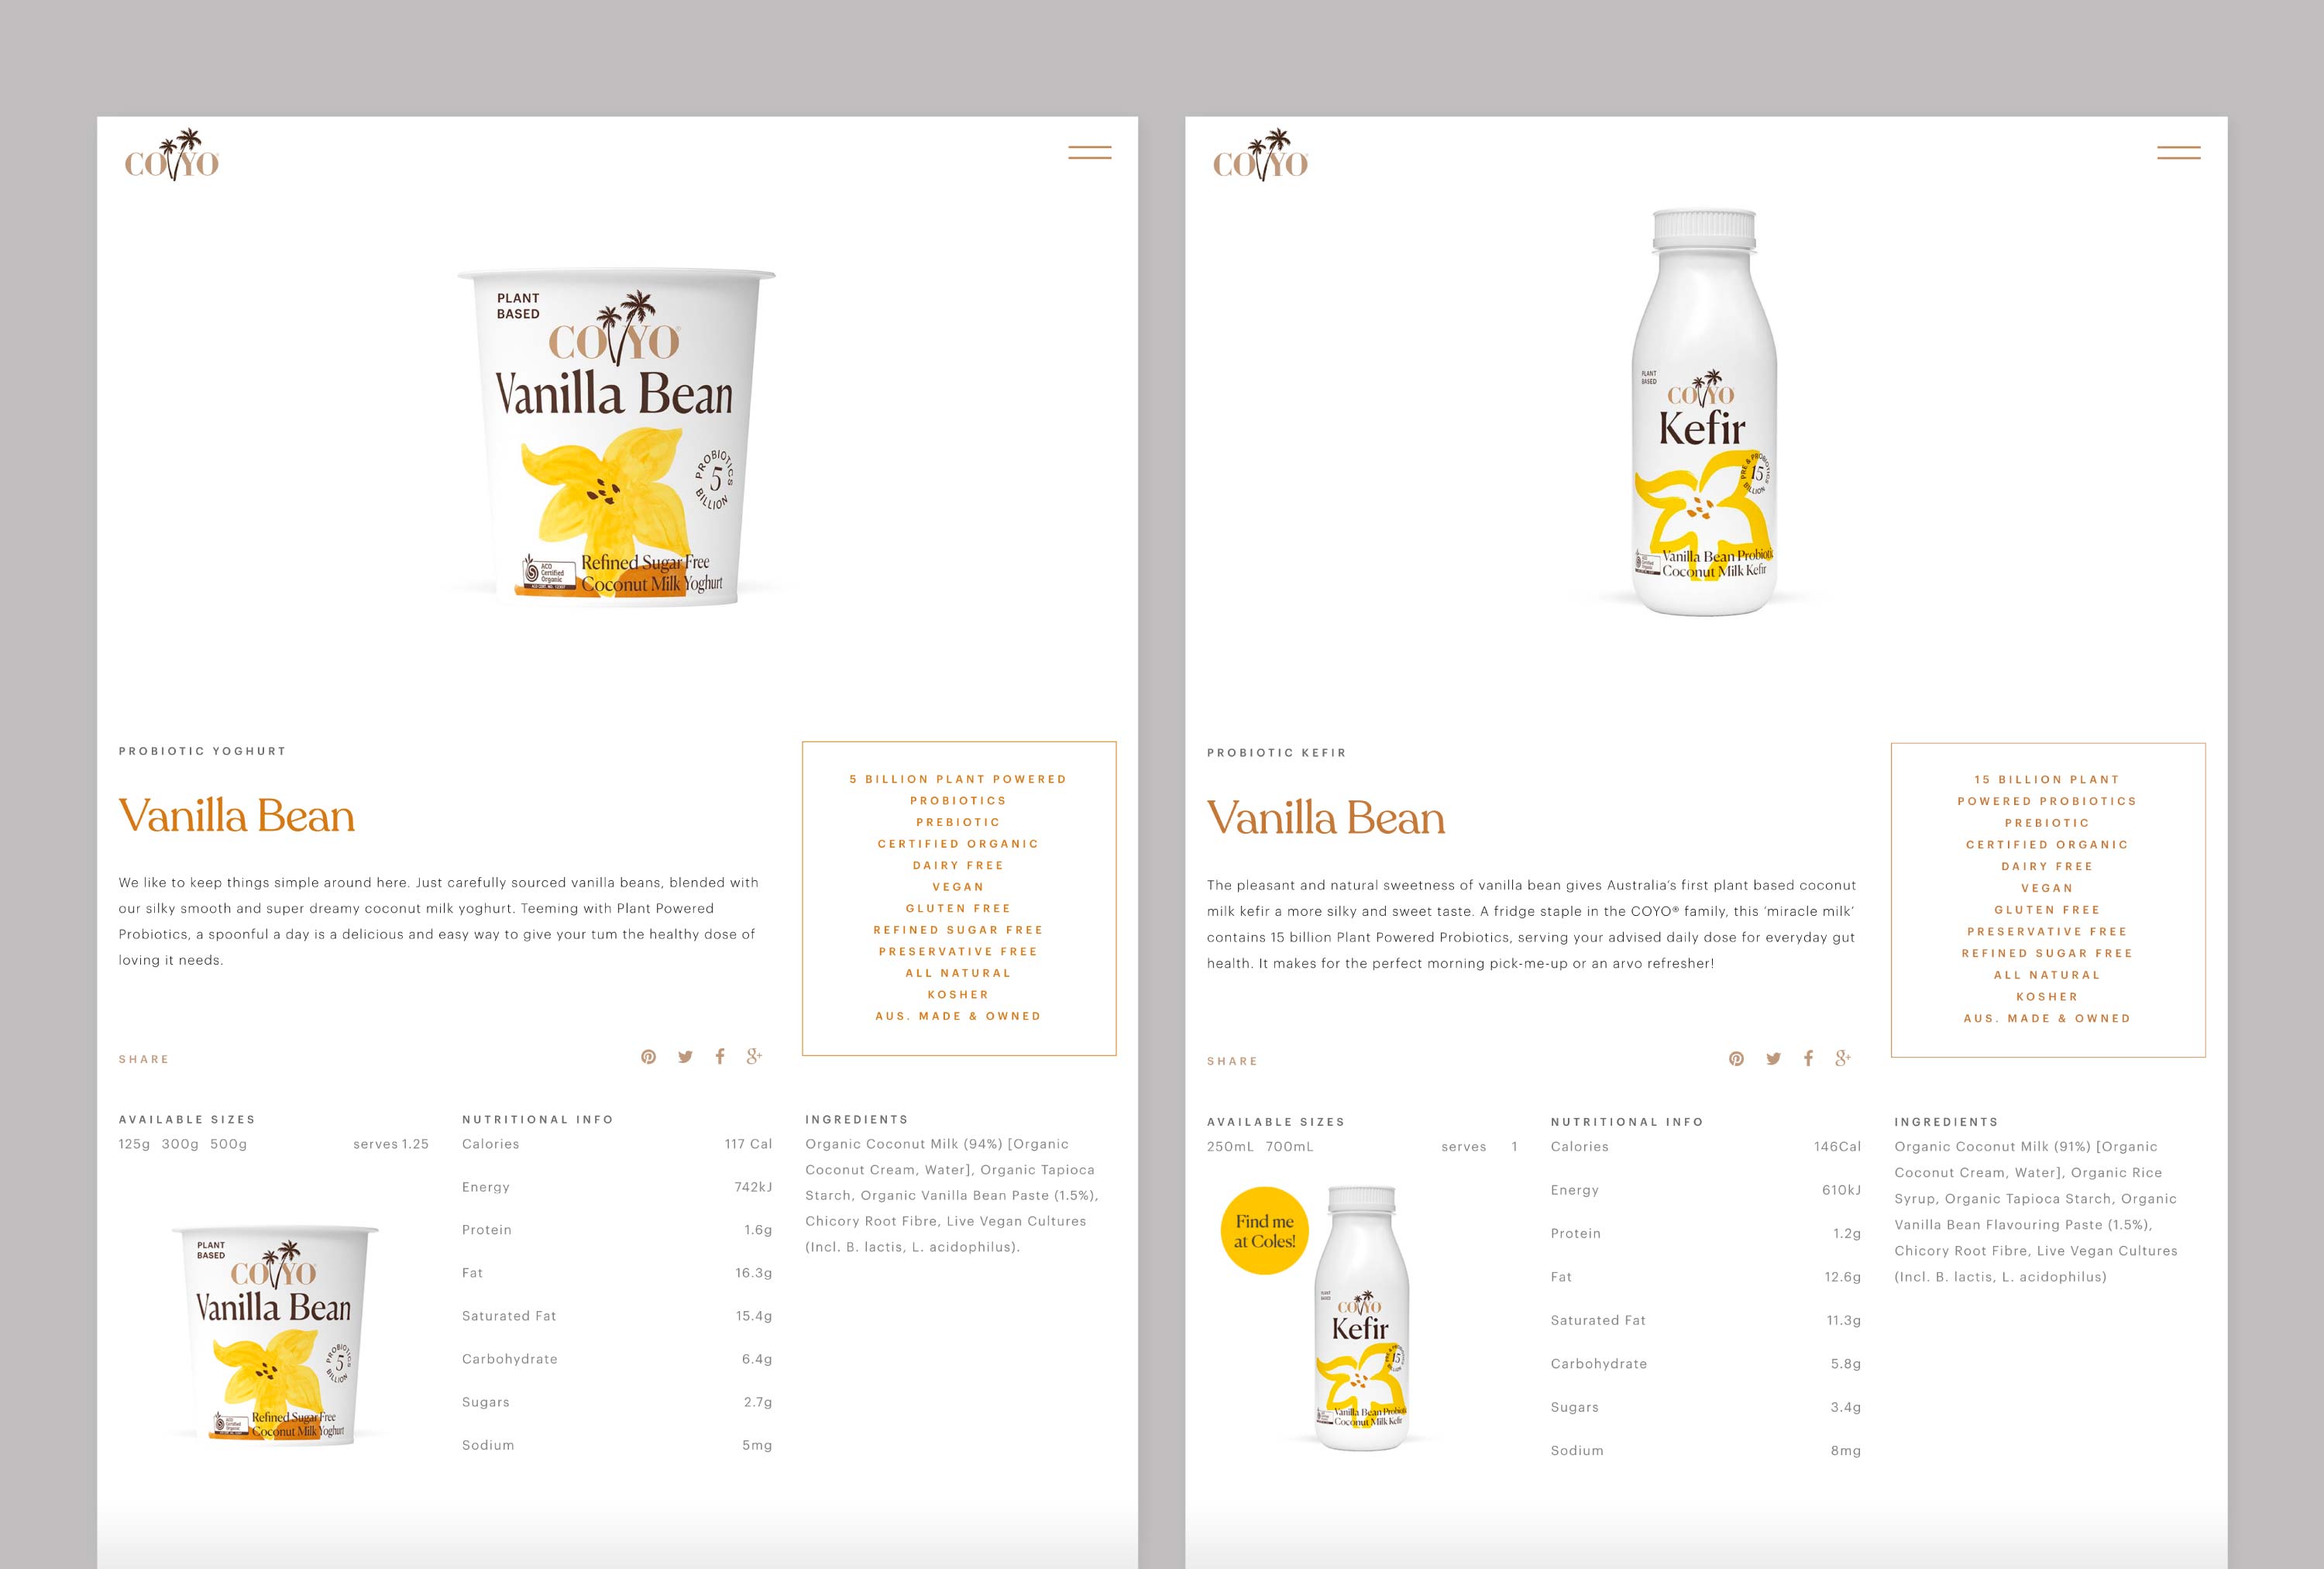 COYO
PLANT
BASED
COYO
Vanilla Bean
PROBIOTICS
5
BILLION
ACO
Certified
Organic
Refined Sugar Free
Coconut Milk Yoghurt
PROBIOTIC YOGHURT
Vanilla Bean
We like to keep things simple around here. Just carefully sourced vanilla beans, blended with
our silky smooth and super dreamy coconut milk yoghurt. Teeming with Plant Powered
Probiotics, a spoonful a day is a delicious and easy way to give your tum the healthy dose of
loving it needs.
5 BILLION PLANT POWERED
PROBIOTICS
PREBIOTIC
CERTIFIED ORGANIC
DAIRY FREE
VEGAN
GLUTEN FREE
REFINED SUGAR FREE
PRESERVATIVE FREE
ALL NATURAL
KOSHER
AUS. MADE & OWNED
SHARE
AVAILABLE SIZES
125g 300g 500g serves 1.25
PLANT
BASED
COYO
Vanilla Bean
PROBIOTICS
5
BILLION
Refined Sugar Free
Coconut Milk Yoghurt
NUTRITIONAL INFO
Calories 117 Cal
Energy 742kJ
Protein 1.6g
Fat 16.3g
Saturated Fat 15.4g
Carbohydrate 6.4g
Sugars 2.7g
Sodium 5mg
INGREDIENTS
Organic Coconut Milk (94%) [Organic
Coconut Cream, Water], Organic Tapioca
Starch, Organic Vanilla Bean Paste (1.5%),
Chicory Root Fibre, Live Vegan Cultures
(Incl. B. lactis, L. acidophilus).
COYO
PLANT
BASED
COYO
Kefir
PRE & PROBIOTICS
15
BILLION
Vanilla Bean Probiotic
Coconut Milk Kefir
PROBIOTIC KEFIR
Vanilla Bean
The pleasant and natural sweetness of vanilla bean gives Australia's first plant based coconut
milk kefir a more silky and sweet taste. A fridge staple in the COYO® family, this 'miracle milk'
contains 15 billion Plant Powered Probiotics, serving your advised daily dose for everyday gut
health. It makes for the perfect morning pick-me-up or an arvo refresher!
15 BILLION PLANT
POWERED PROBIOTICS
PREBIOTIC
CERTIFIED ORGANIC
DAIRY FREE
VEGAN
GLUTEN FREE
PRESERVATIVE FREE
REFINED SUGAR FREE
ALL NATURAL
KOSHER
AUS. MADE & OWNED
SHARE
AVAILABLE SIZES
250mL 700mL serves 1
Find me
at Coles!
PLANT
BASED
COYO
Kefir
15
Vanilla Bean Probiotic
Coconut Milk Kefir
NUTRITIONAL INFO
Calories 146Cal
Energy 610kJ
Protein 1.2g
Fat 12.6g
Saturated Fat 11.3g
Carbohydrate 5.8g
Sugars 3.4g
Sodium 8mg
INGREDIENTS
Organic Coconut Milk (91%) [Organic
Coconut Cream, Water], Organic Rice
Syrup, Organic Tapioca Starch, Organic
Vanilla Bean Flavouring Paste (1.5%),
Chicory Root Fibre, Live Vegan Cultures
(Incl. B. lactis, L. acidophilus)